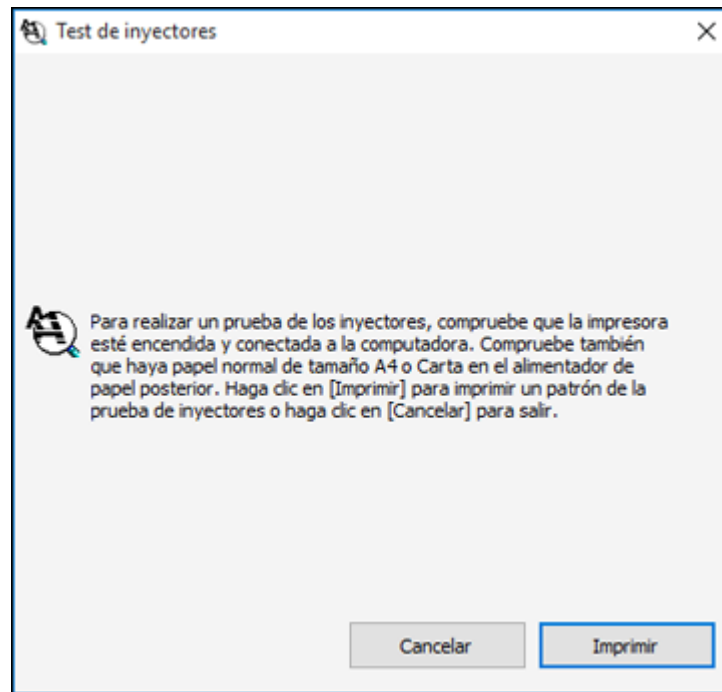 Test de inyectores
Para realizar un prueba de los inyectores, compruebe que la impresora
esté encendida y conectada a la computadora. Compruebe también
que haya papel normal de tamaño A4 o Carta en el alimentador de
papel posterior. Haga clic en [Imprimir] para imprimir un patrón de la
prueba de inyectores o haga clic en [Cancelar] para salir.
Cancelar
Imprimir